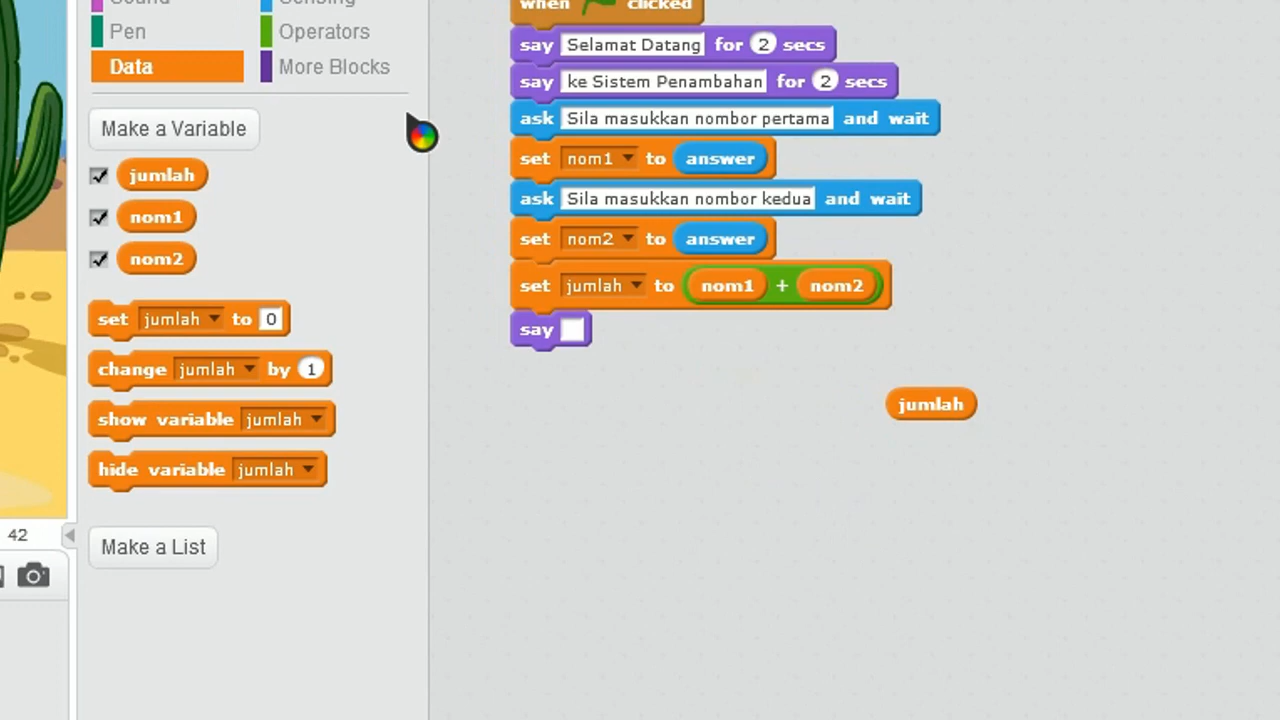 Sound
Sensing
Pen
Operators
Data
More Blocks
Make a Variable
jumlah
nom1
nom2
set jumlah to 0
change jumlah by 1
show variable jumlah
hide variable jumlah
Make a List
42
when clicked
say Selamat Datang for 2 secs
say ke Sistem Penambahan for 2 secs
ask Sila masukkan nombor pertama and wait
set nom1 to answer
ask Sila masukkan nombor kedua and wait
set nom2 to answer
set jumlah to nom1 + nom2
say
jumlah